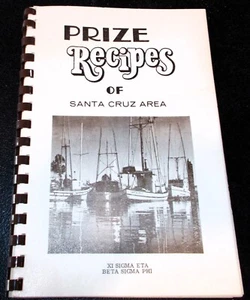 PRIZE
Recipes
OF
SANTA CRUZ AREA
XI SIGMA ETA
BETA SIGMA PHI